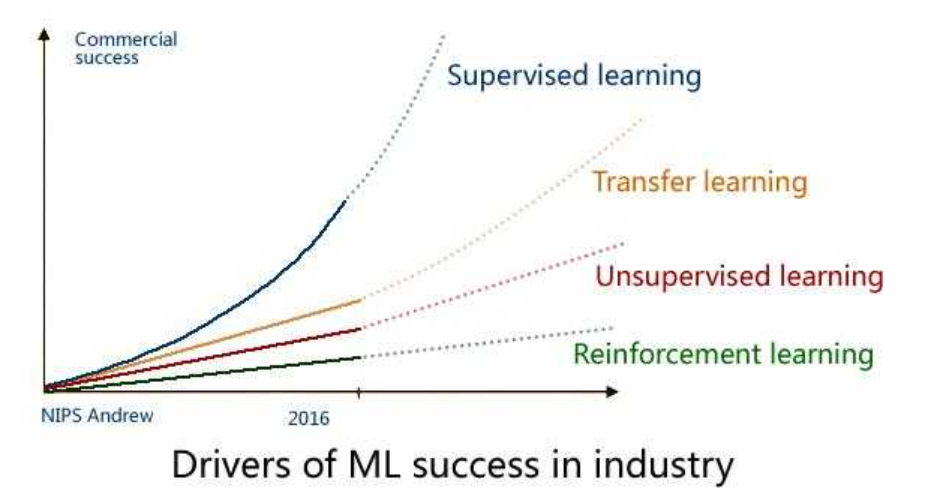 Commercial
success
Supervised learning
Transfer learning
Unsupervised learning
Reinforcement learning
NIPS Andrew
2016
Drivers of ML success in industry